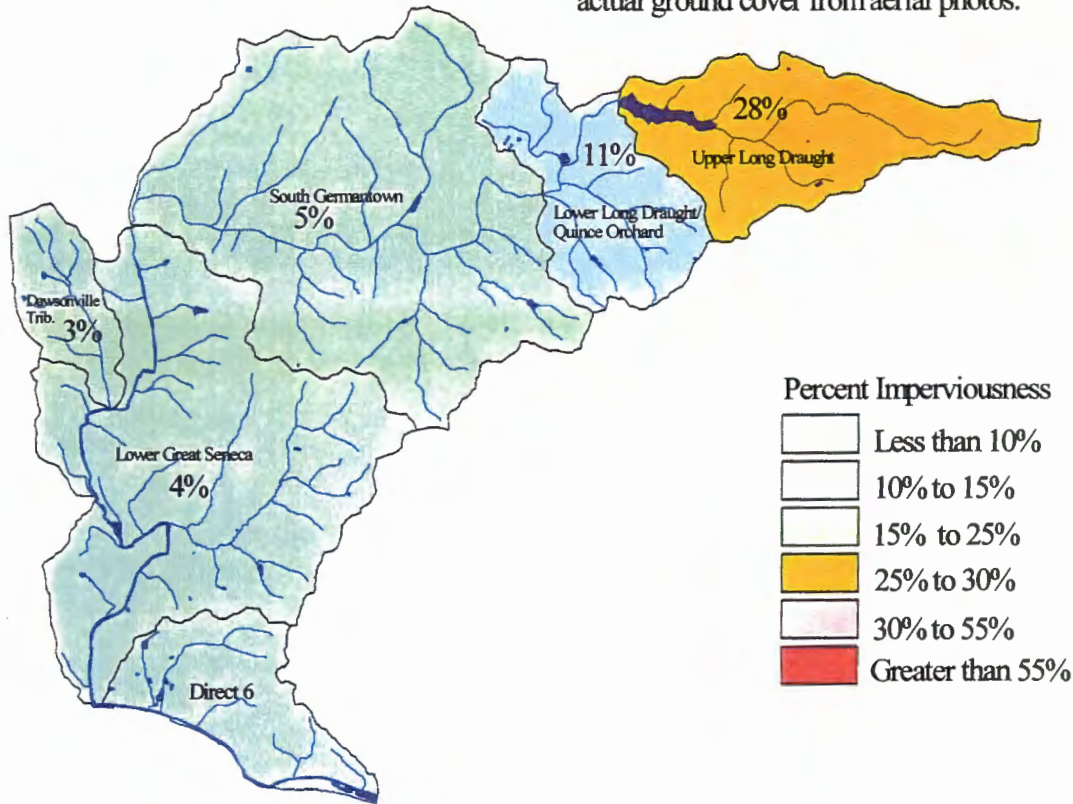 actual ground cover from aerial photos.
28%
Upper Long Draught
11%
Lower Long Draught/
Quince Orchard
South Germantown
5%
Dawsonville
Trib.
3%
Lower Great Seneca
4%
Direct 6
Percent Imperviousness
Less than 10%
10% to 15%
15% to 25%
25% to 30%
30% to 55%
Greater than 55%